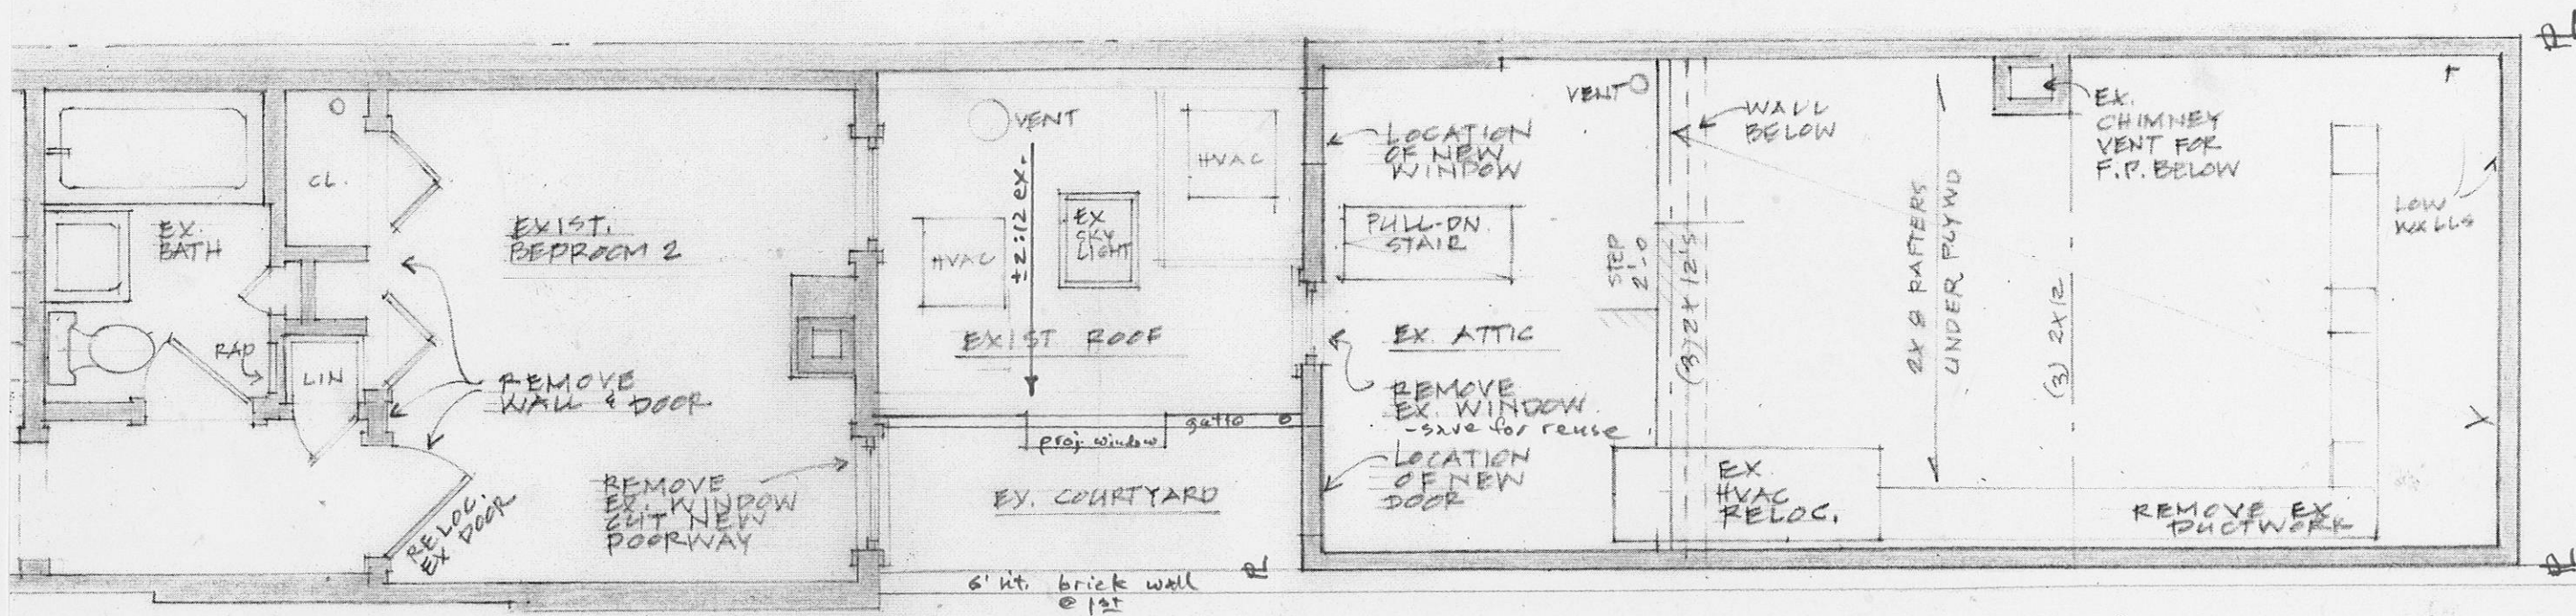 EX.
BATH
RAD
CL.
LIN
EXIST.
BEDROOM 2
REMOVE
WALL & DOOR
RELOC.
EX DOOR
REMOVE
EX. WINDOW
CUT NEW
DOORWAY
VENT
±2:12 ex.
HVAC
EX
SKY
LIGHT
HVAC
EXIST ROOF
proj. window
EX. COURTYARD
6' ht. brick wall
@ 1st
LOCATION
OF NEW
WINDOW
PULL-DN.
STAIR
EX. ATTIC
REMOVE
EX. WINDOW
-save for reuse
LOCATION
OF NEW
DOOR
VENT
STEP
2'-0
WALL
BELOW
(3) 2X12'S
EX
HVAC
RELOC.
2X8 RAFTERS
UNDER PLYWD
(3) 2X12
EX.
CHIMNEY
VENT FOR
F.P. BELOW
LOW
WALLS
REMOVE EX
DUCTWORK